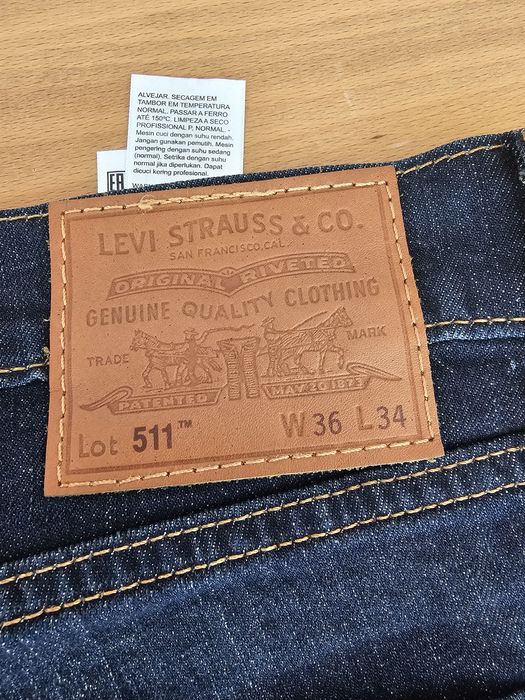 ALVEJAR. SECAGEM EM
TAMBOR EM TEMPERATURA
NORMAL. PASSAR A FERRO
ATÉ 150ºC. LIMPEZA A SECO
PROFISSIONAL P, NORMAL. -
Mesin cuci dengan suhu rendah.
Jangan gunakan pemutih. Mesin
pengering dengan suhu sedang
(normal). Setrika dengan sedang
normal jika diperlukan. Dapat
dicuci kering profesional.
LEVI STRAUSS & CO.
SAN FRANCISCO.CAL.
ORIGINAL RIVETED
GENUINE QUALITY CLOTHING
TRADE MARK
PATENTED MAY 20 1873
Lot 511™ W36 L34